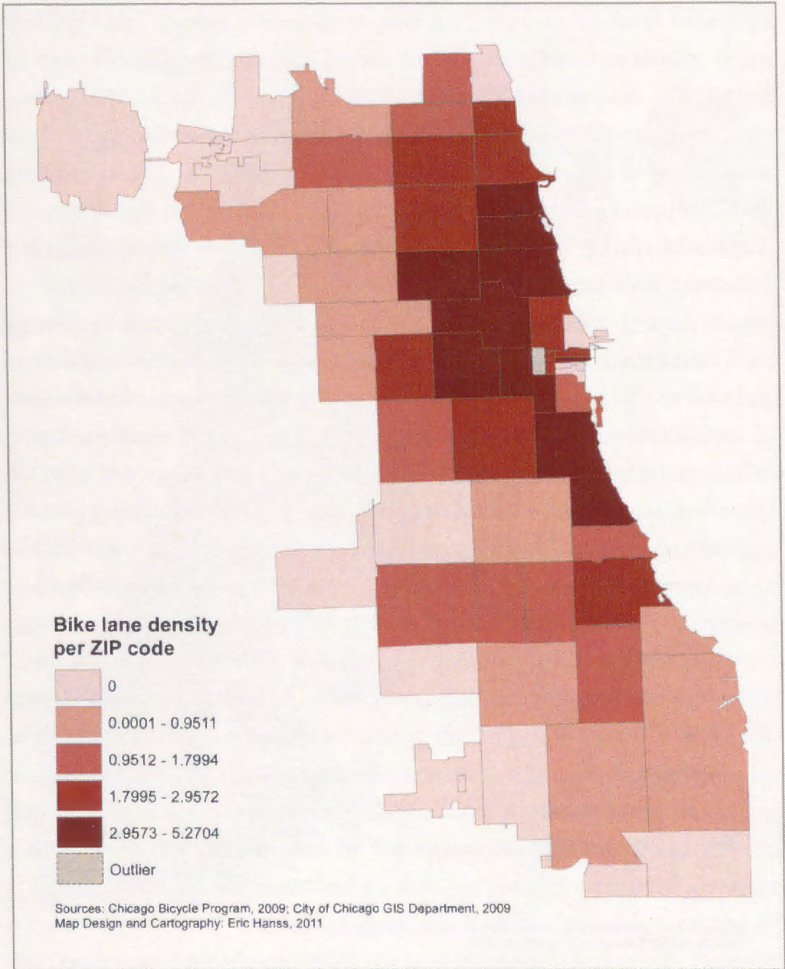 Bike lane density
per ZIP code
0
0.0001 - 0.9511
0.9512 - 1.7994
1.7995 - 2.9572
2.9573 - 5.2704
Outlier
Sources: Chicago Bicycle Program, 2009; City of Chicago GIS Department, 2009
Map Design and Cartography: Eric Hanss, 2011